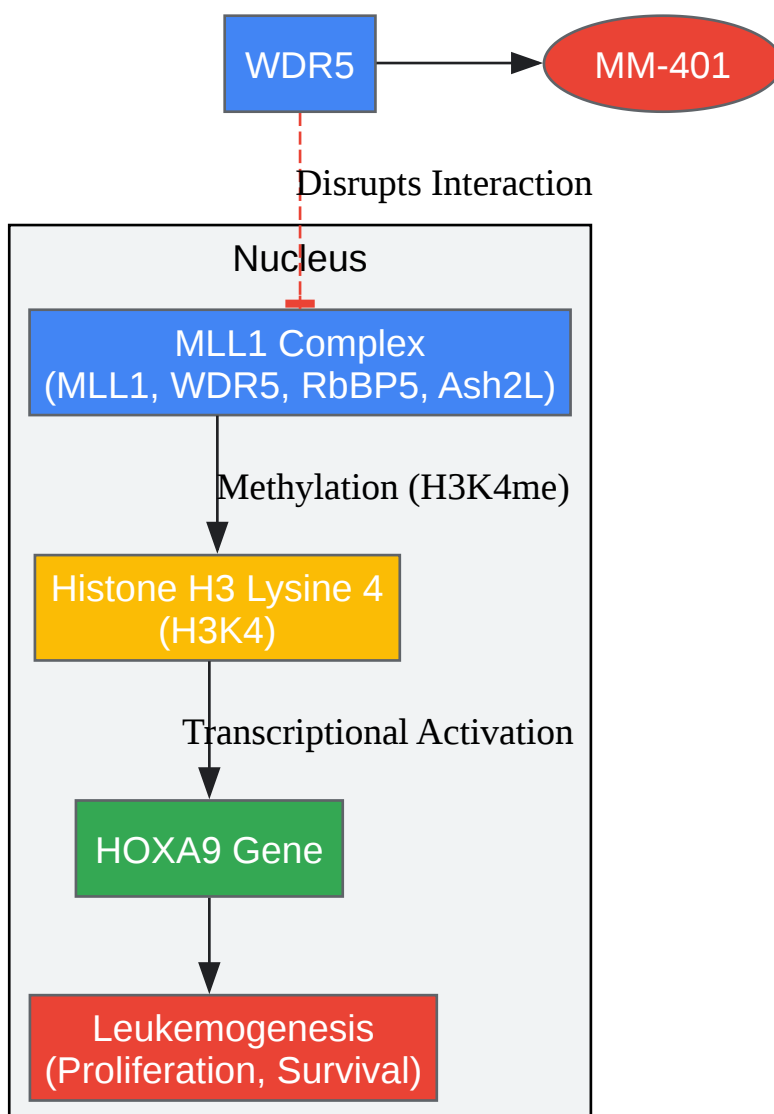 WDR5
MM-401
Disrupts Interaction
Nucleus
MLL1 Complex
(MLL1, WDR5, RbBP5, Ash2L)
Methylation (H3K4me)
Histone H3 Lysine 4
(H3K4)
Transcriptional Activation
HOXA9 Gene
Leukemogenesis
(Proliferation, Survival)